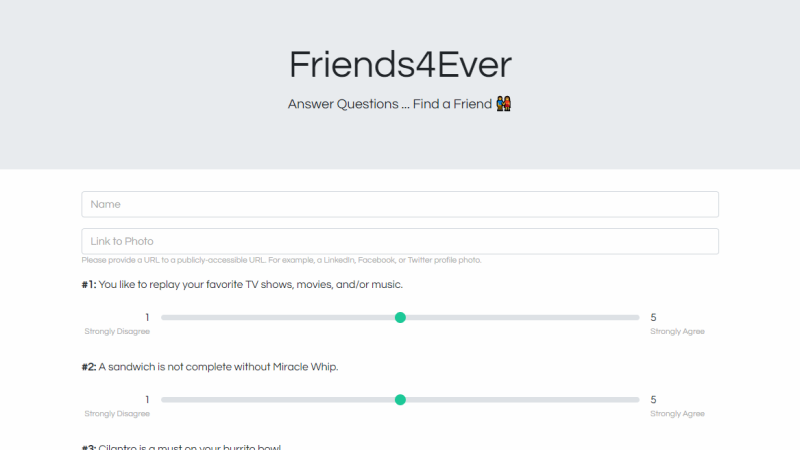 Friends4Ever
Answer Questions ... Find a Friend 👫
Name
Link to Photo
Please provide a URL to a publicly-accessible URL. For example, a LinkedIn, Facebook, or Twitter profile photo.
#1: You like to replay your favorite TV shows, movies, and/or music.
1 5
Strongly Disagree Strongly Agree
#2: A sandwich is not complete without Miracle Whip.
1 5
Strongly Disagree Strongly Agree
#3: Cilantro is a must on your burrito bowl.